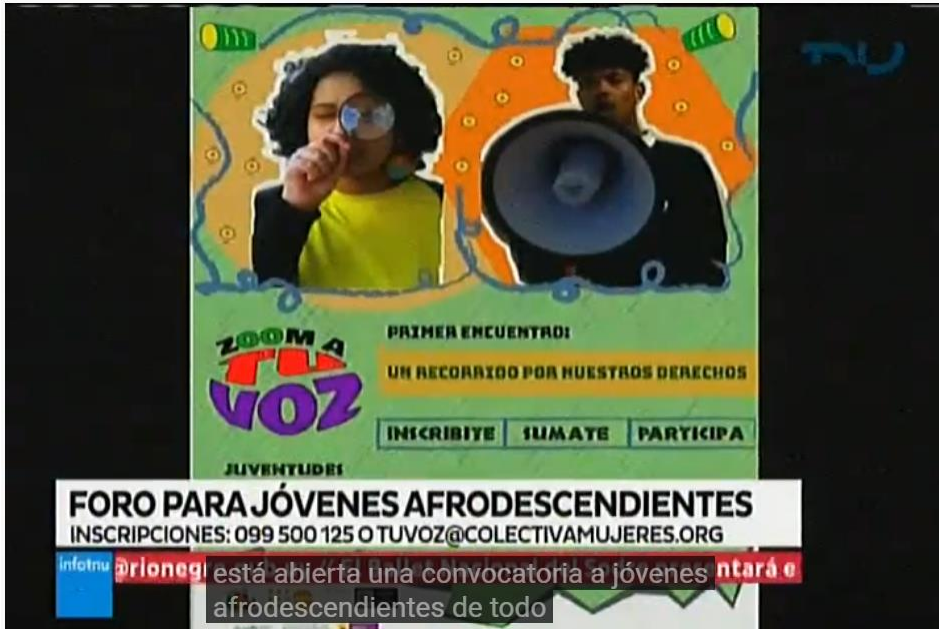 TNU
ZOOM A
TU
VOZ
PRIMER ENCUENTRO:
UN RECORRIDO POR NUESTROS DERECHOS
INSCRIBITE SUMATE PARTICIPA
JUVENTUDES
FORO PARA JÓVENES AFRODESCENDIENTES
INSCRIPCIONES: 099 500 125 O TUVOZ@COLECTIVAMUJERES.ORG
infotnu
está abierta una convocatoria a jóvenes
afrodescendientes de todo